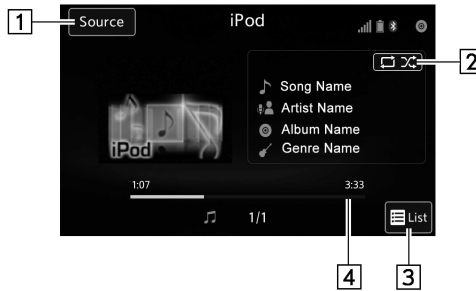 1
Source
iPod
2
Song Name
Artist Name
Album Name
Genre Name
iPod
1:07
3:33
1/1
List
4
3